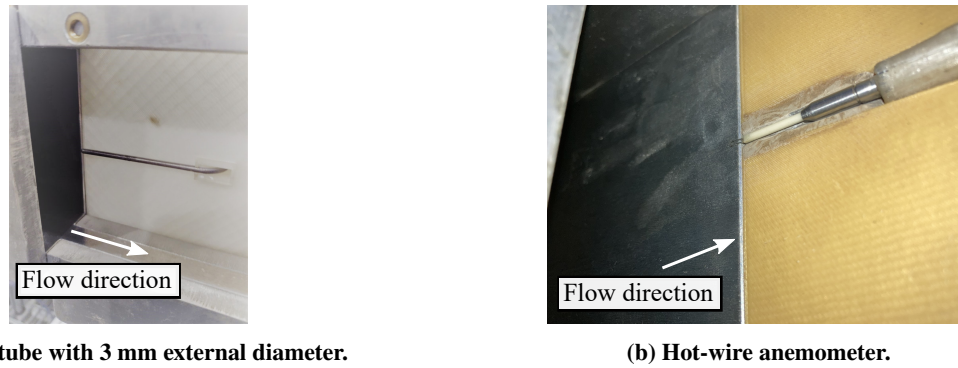 Flow direction
Flow direction
tube with 3 mm external diameter.
(b) Hot-wire anemometer.